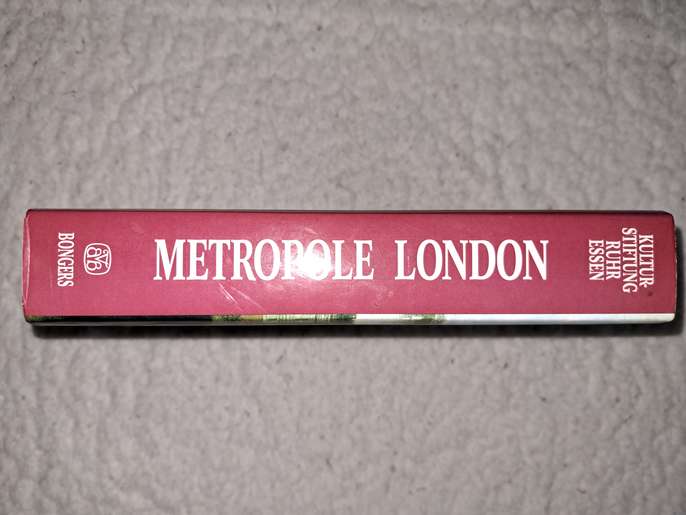 BONGERS
METROPOLE LONDON
KULTUR-
STIFTUNG
RUHR
ESSEN